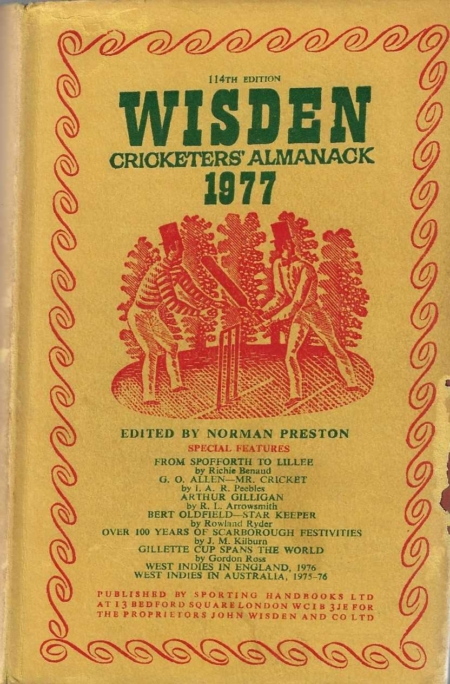 114TH EDITION
WISDEN
CRICKETERS' ALMANACK
1977
EDITED BY NORMAN PRESTON
SPECIAL FEATURES
FROM SPOFFORTH TO LILLEE
by Richie Benaud
G. O. ALLEN—MR. CRICKET
by I. A. R. Peebles
ARTHUR GILLIGAN
by R. L. Arrowsmith
BERT OLDFIELD—STAR KEEPER
by Rowland Ryder
OVER 100 YEARS OF SCARBOROUGH FESTIVITIES
by J. M. Kilburn
GILLETTE CUP SPANS THE WORLD
by Gordon Ross
WEST INDIES IN ENGLAND, 1976
WEST INDIES IN AUSTRALIA, 1975-76
PUBLISHED BY SPORTING HANDBOOKS LTD
AT 13 BEDFORD SQUARE LONDON WC1B 3JE FOR
THE PROPRIETORS JOHN WISDEN AND CO LTD